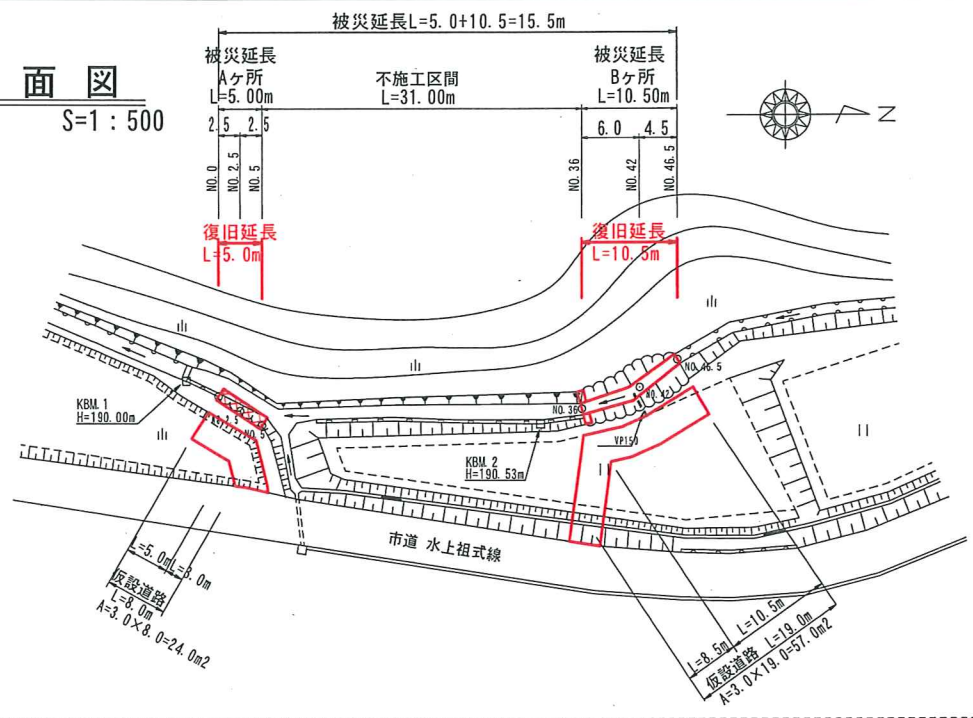 被災延長L=5.0+10.5=15.5m
面図
S=1:500
被災延長
Aヶ所
L=5.00m
不施工区間
L=31.00m
被災延長
Bヶ所
L=10.50m
2.5
2.5
6.0
4.5
NO.0
NO.2.5
NO.5
NO.36
NO.42
NO.46.5
N
復旧延長
L=5.0m
復旧延長
L=10.5m
KBM.1
H=190.00m
NO.5
NO.36
NO.42
NO.46.5
KBM.2
H=190.53m
VP150
市道 水上祖式線
L=5.0m
L=3.0m
仮設道路
L=8.0m
A=3.0×8.0=24.0m2
L=8.5m
L=10.5m
仮設道路 L=19.0m
A=3.0×19.0=57.0m2